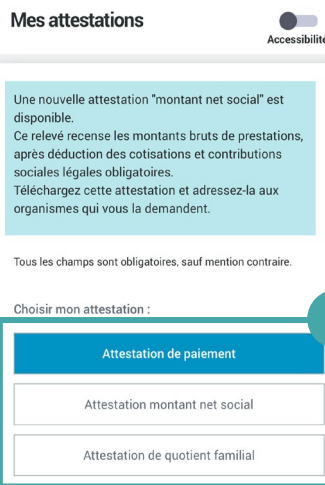 Mes attestations
Accessibilité
Une nouvelle attestation "montant net social" est
disponible.
Ce relevé recense les montants bruts de prestations,
après déduction des cotisations et contributions
sociales légales obligatoires.
Téléchargez cette attestation et adressez-la aux
organismes qui vous la demandent.
Tous les champs sont obligatoires, sauf mention contraire.
Choisir mon attestation :
Attestation de paiement
Attestation montant net social
Attestation de quotient familial